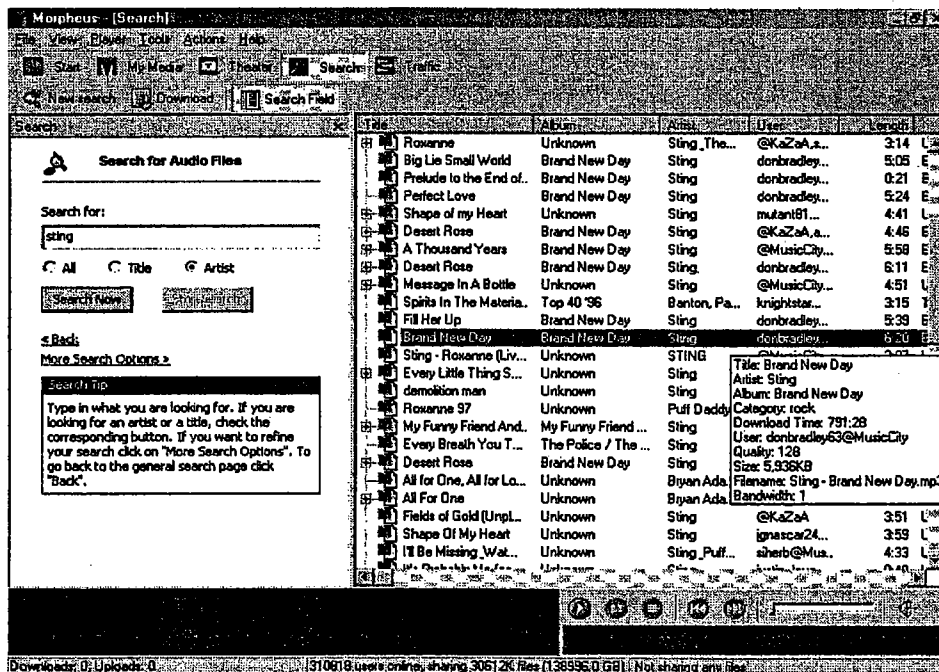 Morpheus - [Search]
File View Player Tools Actions Help
Start My Media Theater Search Traffic
New search Download Search Field
Search
Search for Audio Files
Search for:
sting
All Title Artist
Search Now
< Back
More Search Options >
Search Tip
Type in what you are looking for. If you are
looking for an artist or a title, check the
corresponding button. If you want to refine
your search click on "More Search Options". To
go back to the general search page click
"Back".
Title Album Artist User Length
Roxanne Unknown Sting_The... @KaZaA,s... 3:14
Big Lie Small World Brand New Day Sting donbradley... 5:05
Prelude to the End of.. Brand New Day Sting donbradley... 0:21
Perfect Love Brand New Day Sting donbradley... 5:24
Shape of my Heart Unknown Sting mutant81... 4:41
Desert Rose Brand New Day Sting @KaZaA,a... 4:46
A Thousand Years Brand New Day Sting @MusicCity... 5:58
Desert Rose Brand New Day Sting donbradley... 6:11
Message In A Bottle Unknown Sting @MusicCity... 4:51
Spirits In The Materia.. Top 40 '96 Banton, Pa... knightstar... 3:15
Fill Her Up Brand New Day Sting donbradley... 5:39
Brand New Day Brand New Day Sting donbradley... 6:20
Sting - Roxanne (Liv... Unknown STING
Every Little Thing S... Unknown Sting
demolition man Unknown Sting
Roxanne 97 Unknown Puff Daddy
My Funny Friend And.. My Funny Friend ... Sting
Every Breath You T... The Police / The ... Sting
Desert Rose Brand New Day Sting
All for One, All for Lo... Unknown Bryan Ada.
All For One Unknown Bryan Ada.
Fields of Gold (Unpl... Unknown Sting @KaZaA 3:51
Shape Of My Heart Unknown Sting ignascar24... 3:59
I'll Be Missing_Wat... Unknown Sting_Puff... siherb@Mus.. 4:33
Title: Brand New Day
Artist: Sting
Album: Brand New Day
Category: rock
Download Time: 791:28
User: donbradley63@MusicCity
Quality: 128
Size: 5,936KB
Filename: Sting - Brand New Day.mp3
Bandwidth: 1
Downloads: 0, Uploads: 0
310818 users online, sharing 30612K files (138996.0 GB). Not sharing any files